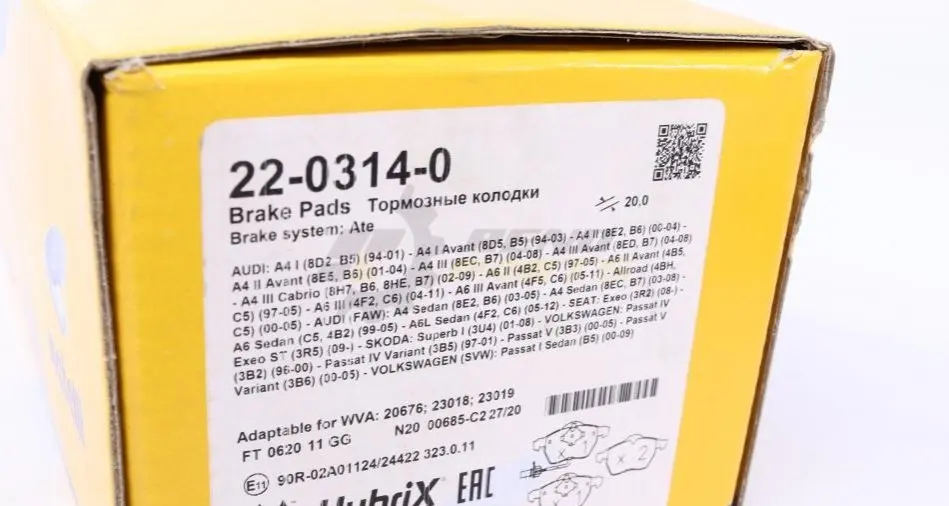 22-0314-0
Brake Pads Тормозные колодки
20,0
Brake system: Ate
AUDI: A4 I (8D2, B5) (94-01) - A4 I Avant (8D5, B5) (94-03) - A4 II (8E2, B6) (00-04) -
A4 II Avant (8E5, B6) (01-04) - A4 III (8EC, B7) (04-08) - A4 III Avant (8ED, B7) (04-08)
- A4 III Cabrio (8H7, B6, 8HE, B7) (02-09) - A6 II (4B2, C5) (97-05) - A6 II Avant (4B5,
C5) (97-05) - A6 III (4F2, C6) (04-11) - A6 III Avant (4F5, C6) (05-11) - Allroad (4BH,
C5) (00-05) - AUDI (FAW): A4 Sedan (8E2, B6) (03-05) - A4 Sedan (8EC, B7) (03-08) -
A6 Sedan (C5, 4B2) (99-05) - A6L Sedan (4F2, C6) (05-12) - SEAT: Exeo (3R2) (08-) -
Exeo ST (3R5) (09-) - SKODA: Superb I (3U4) (01-08) - VOLKSWAGEN: Passat IV
(3B2) (96-00) - Passat IV Variant (3B5) (97-01) - Passat V (3B3) (00-05) - Passat V
Variant (3B6) (00-05) - VOLKSWAGEN (SVW): Passat I Sedan (B5) (00-09)
Adaptable for WVA: 20676; 23018; 23019
FT 0620 11 GG N20 00685-C2 27/20
E11 90R-02A01124/24422 323.0.11
x 1
x 2
x 1
HybriX EAC